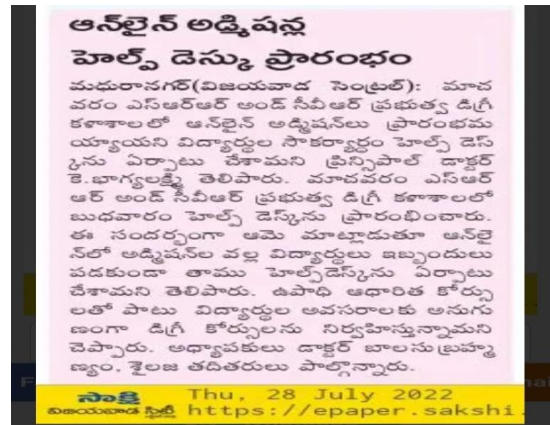 ఆన్‌లైన్ అడ్మిషన్ల
హెల్ప్ డెస్కు ప్రారంభం
మధురానగర్(విజయవాడ సెంట్రల్): మాచ
వరం ఎస్ఆర్ఆర్ అండ్ సీవీఆర్ ప్రభుత్వ డిగ్రీ
కళాశాలలో ఆన్‌లైన్ అడ్మిషన్‌లు ప్రారంభమ
య్యాయని విద్యార్థుల సౌకర్యార్థం హెల్ప్ డెస్
్కను ఏర్పాటు చేశామని ప్రిన్సిపాల్ డాక్టర్
కె.భాగ్యలక్ష్మి తెలిపారు. మాచవరం ఎస్ఆర్
ఆర్ అండ్ సీవీఆర్ ప్రభుత్వ డిగ్రీ కళాశాలలో
బుధవారం హెల్ప్ డెస్క్‌ను ప్రారంభించారు.
ఈ సందర్భంగా ఆమె మాట్లాడుతూ ఆన్‌లై
న్‌లో అడ్మిషన్‌ల వల్ల విద్యార్థులు ఇబ్బందులు
పడకుండా తాము హెల్ప్‌డెస్క్‌ను ఏర్పాటు
చేశామని తెలిపారు. ఉపాధి ఆధారిత కోర్సు
లతో పాటు విద్యార్థుల అవసరాలకు అనుగు
ణంగా డిగ్రీ కోర్సులను నిర్వహిస్తున్నామని
చెప్పారు. అధ్యాపకులు డాక్టర్ బాలసుబ్రహ్మ
ణ్యం, శైలజ తదితరులు పాల్గొన్నారు.
సాక్షి Thu, 28 July 2022
విజయవాడ సిటీ https://epaper.sakshi.